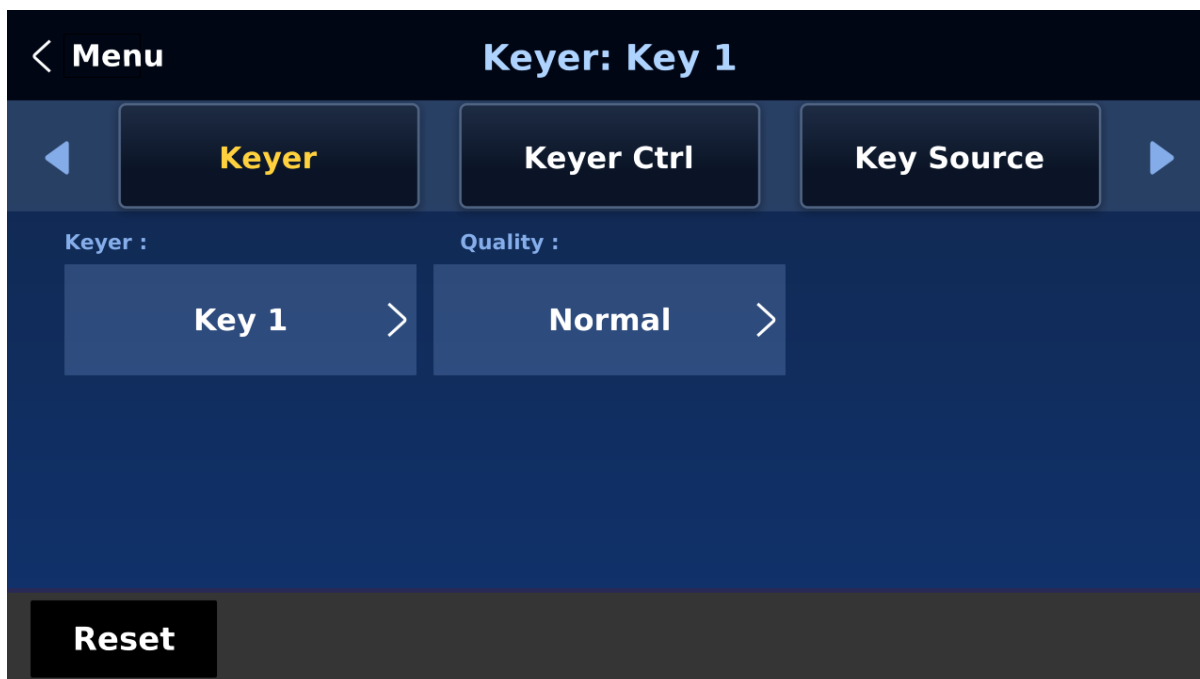 Menu
Keyer: Key 1
Keyer
Keyer Ctrl
Key Source
Keyer :
Quality :
Key 1
Normal
Reset